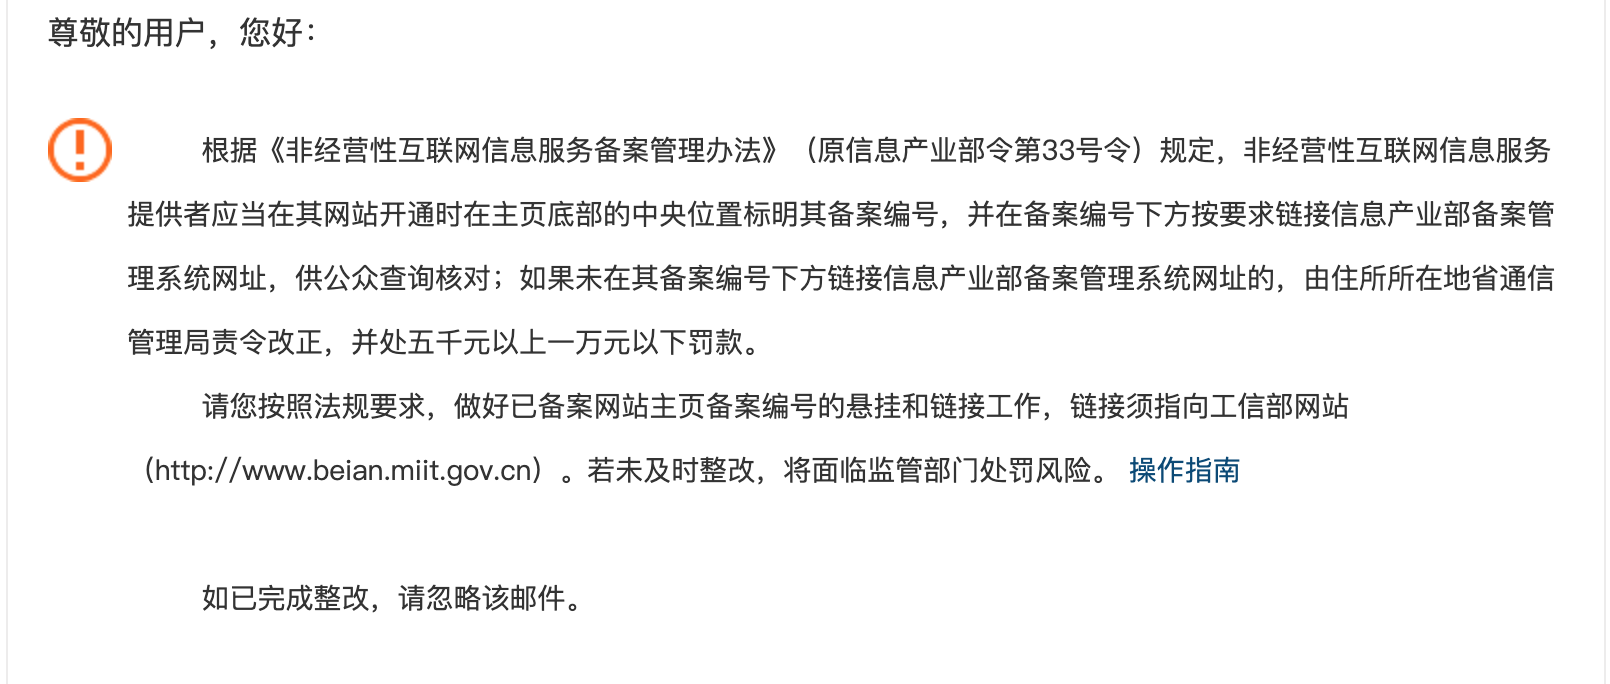 尊敬的用户，您好：
根据《非经营性互联网信息服务备案管理办法》（原信息产业部令第33号令）规定，非经营性互联网信息服务
提供者应当在其网站开通时在主页底部的中央位置标明其备案编号，并在备案编号下方按要求链接信息产业部备案管
理系统网址，供公众查询核对；如果未在其备案编号下方链接信息产业部备案管理系统网址的，由住所所在地省通信
管理局责令改正，并处五千元以上一万元以下罚款。
请您按照法规要求，做好已备案网站主页备案编号的悬挂和链接工作，链接须指向工信部网站
（http://www.beian.miit.gov.cn）。若未及时整改，将面临监管部门处罚风险。 操作指南
如已完成整改，请忽略该邮件。